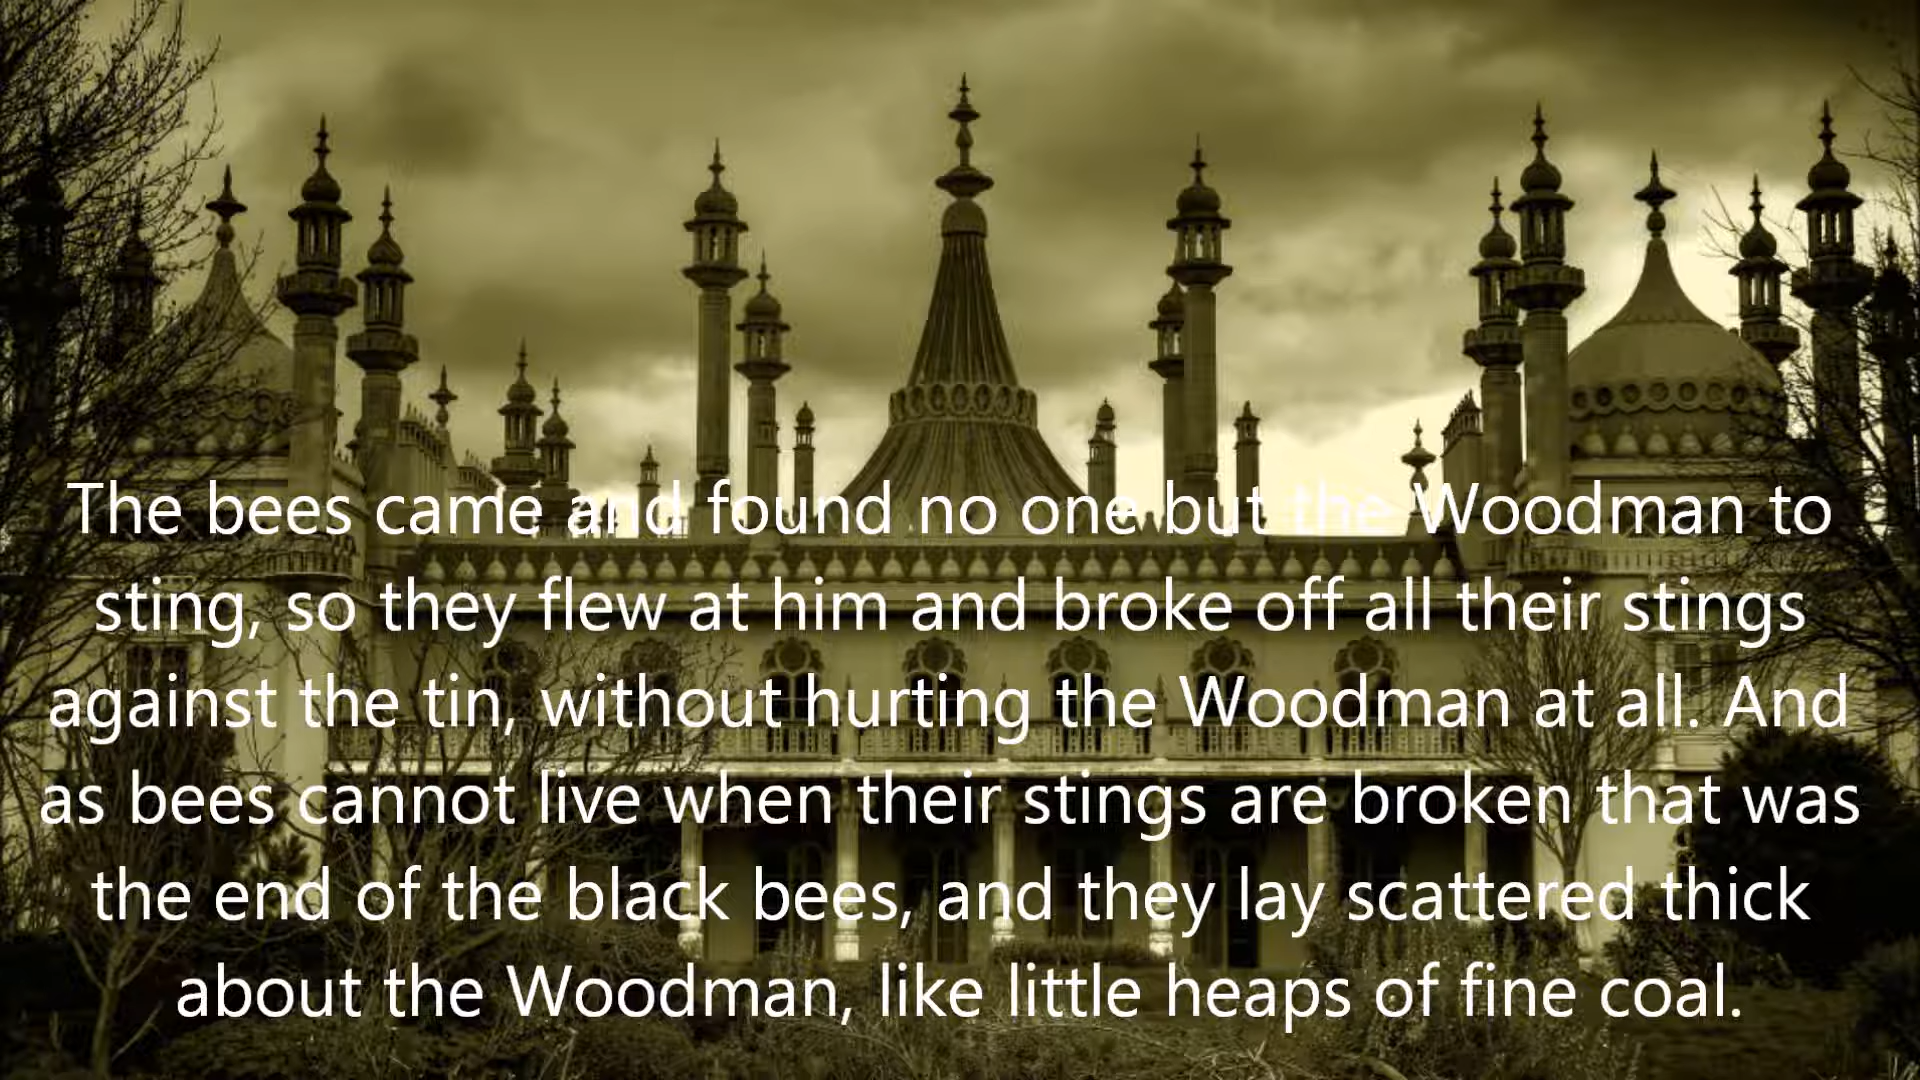 The bees came and found no one but the Woodman to
sting, so they flew at him and broke off all their stings
against the tin, without hurting the Woodman at all. And
as bees cannot live when their stings are broken that was
the end of the black bees, and they lay scattered thick
about the Woodman, like little heaps of fine coal.